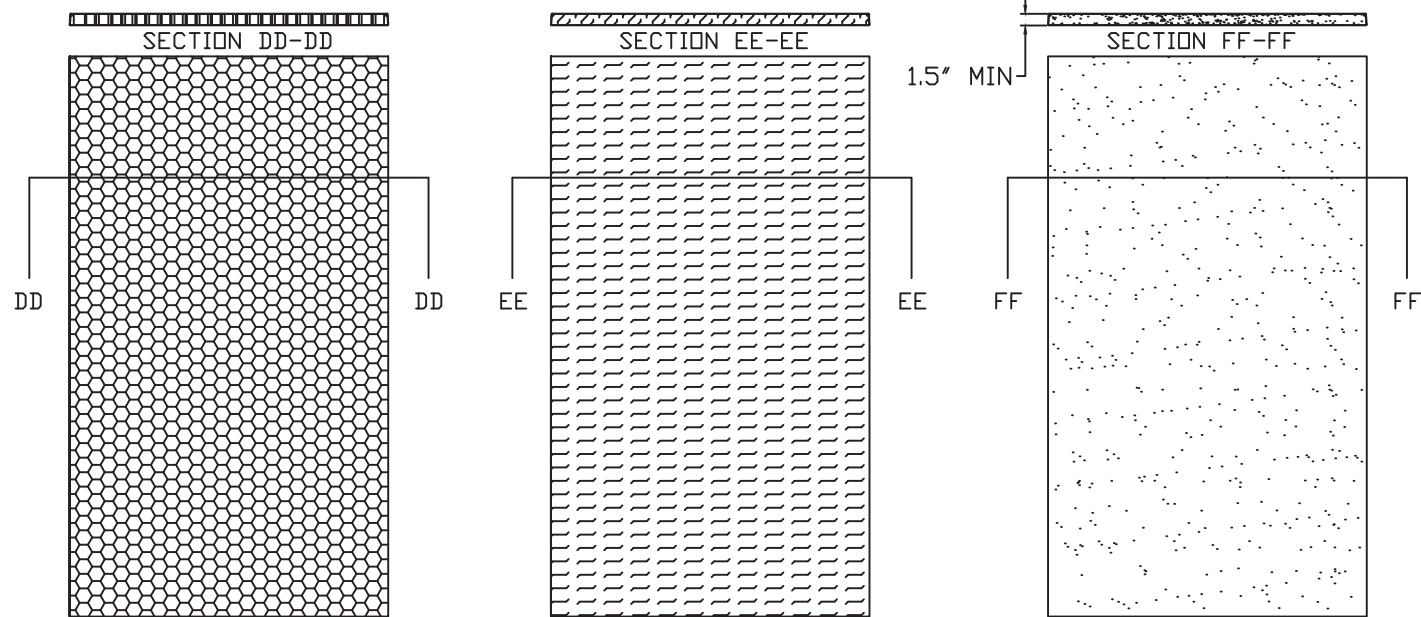 SECTION DD-DD
SECTION EE-EE
SECTION FF-FF
1.5" MIN
DD
DD
EE
EE
FF
FF